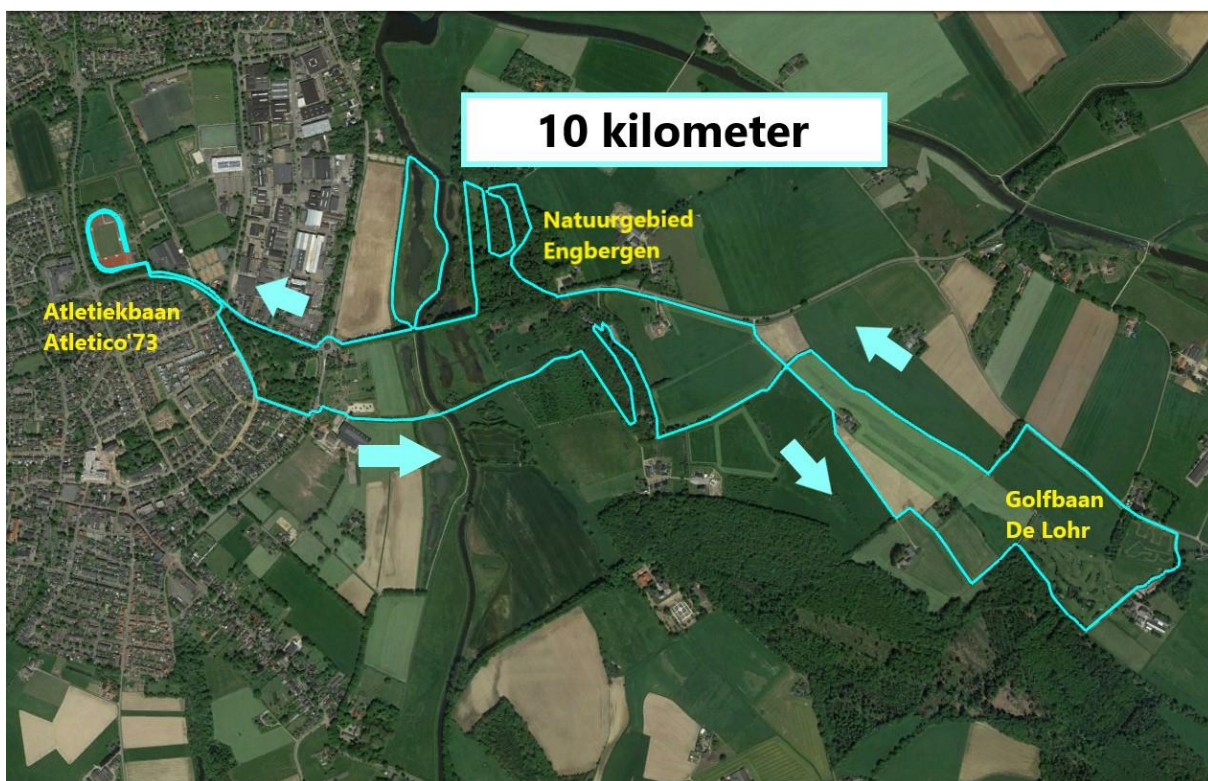 10 kilometer
Natuurgebied
Engbergen
Atletiekbaan
Atletico'73
Golfbaan
De Lohr